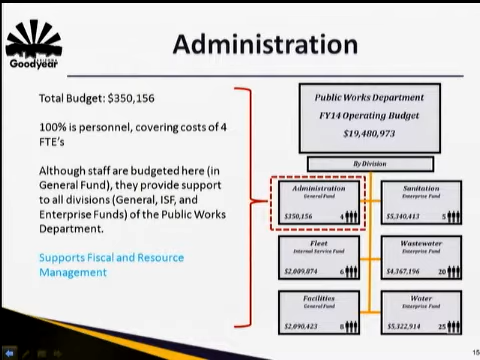 Administration
ARIZONA
Goodyear
Total Budget: $350,156
100% is personnel, covering costs of 4
FTE's
Although staff are budgeted here (in
General Fund), they provide support
to all divisions (General, ISF, and
Enterprise Funds) of the Public Works
Department.
Supports Fiscal and Resource
Management
Public Works Department
FY14 Operating Budget
$19,480,973
By Division
Administration
General Fund
$350,156 4
Sanitation
Enterprise Fund
$5,340,413 5
Fleet
Internal Service Fund
$2,009,874 6
Wastewater
Enterprise Fund
$4,367,196 20
Facilities
General Fund
$2,090,423 8
Water
Enterprise Fund
$5,322,914 25
15